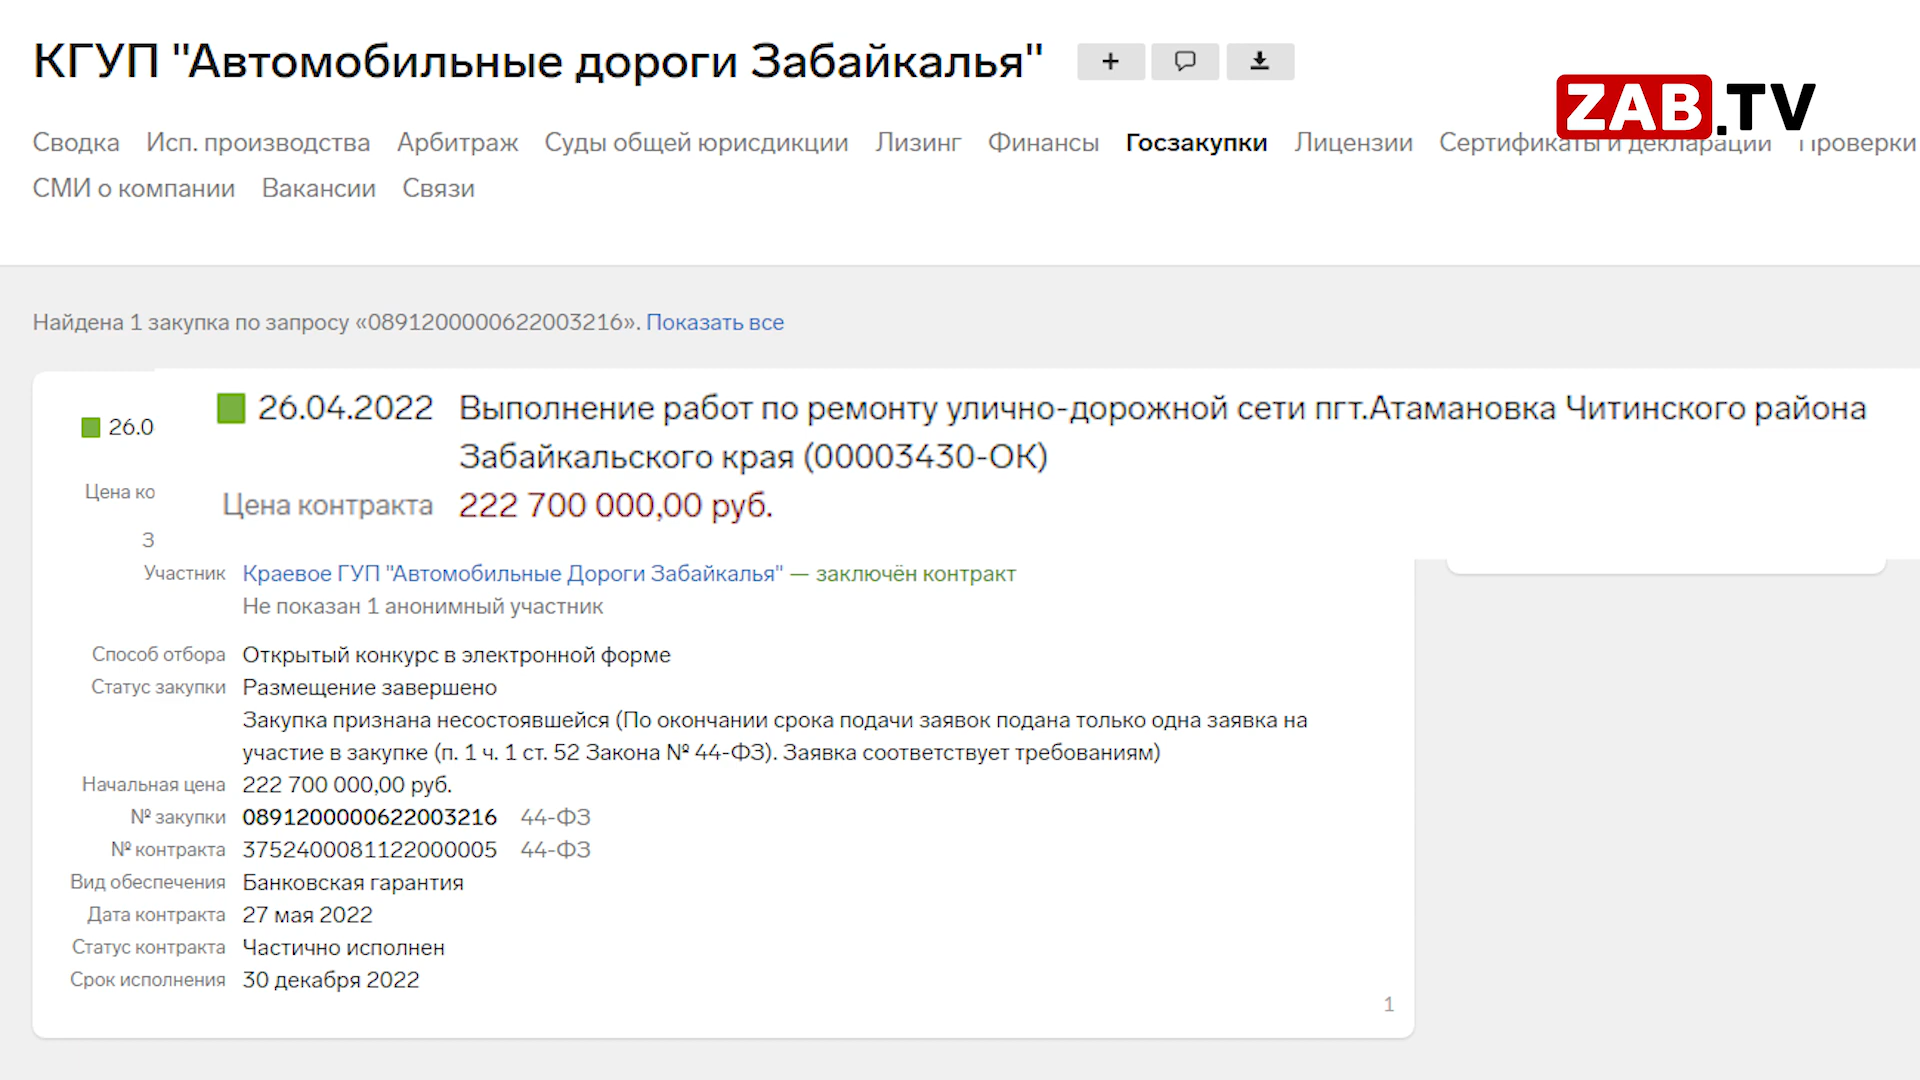 КГУП "Автомобильные дороги Забайкалья"
ZAB.TV
Сводка Исп. производства Арбитраж Суды общей юрисдикции Лизинг Финансы Госзакупки Лицензии Сертификаты и декларации Проверки
СМИ о компании Вакансии Связи
Найдена 1 закупка по запросу «0891200000622003216». Показать все
26.0
26.04.2022 Выполнение работ по ремонту улично-дорожной сети пгт.Атамановка Читинского района
Забайкальского края (00003430-ОК)
Цена ко
Цена контракта 222 700 000,00 руб.
З
Участник Краевое ГУП "Автомобильные Дороги Забайкалья" — заключён контракт
Не показан 1 анонимный участник
Способ отбора Открытый конкурс в электронной форме
Статус закупки Размещение завершено
Закупка признана несостоявшейся (По окончании срока подачи заявок подана только одна заявка на
участие в закупке (п. 1 ч. 1 ст. 52 Закона № 44-ФЗ). Заявка соответствует требованиям)
Начальная цена 222 700 000,00 руб.
№ закупки 0891200000622003216 44-ФЗ
№ контракта 3752400081122000005 44-ФЗ
Вид обеспечения Банковская гарантия
Дата контракта 27 мая 2022
Статус контракта Частично исполнен
Срок исполнения 30 декабря 2022
1